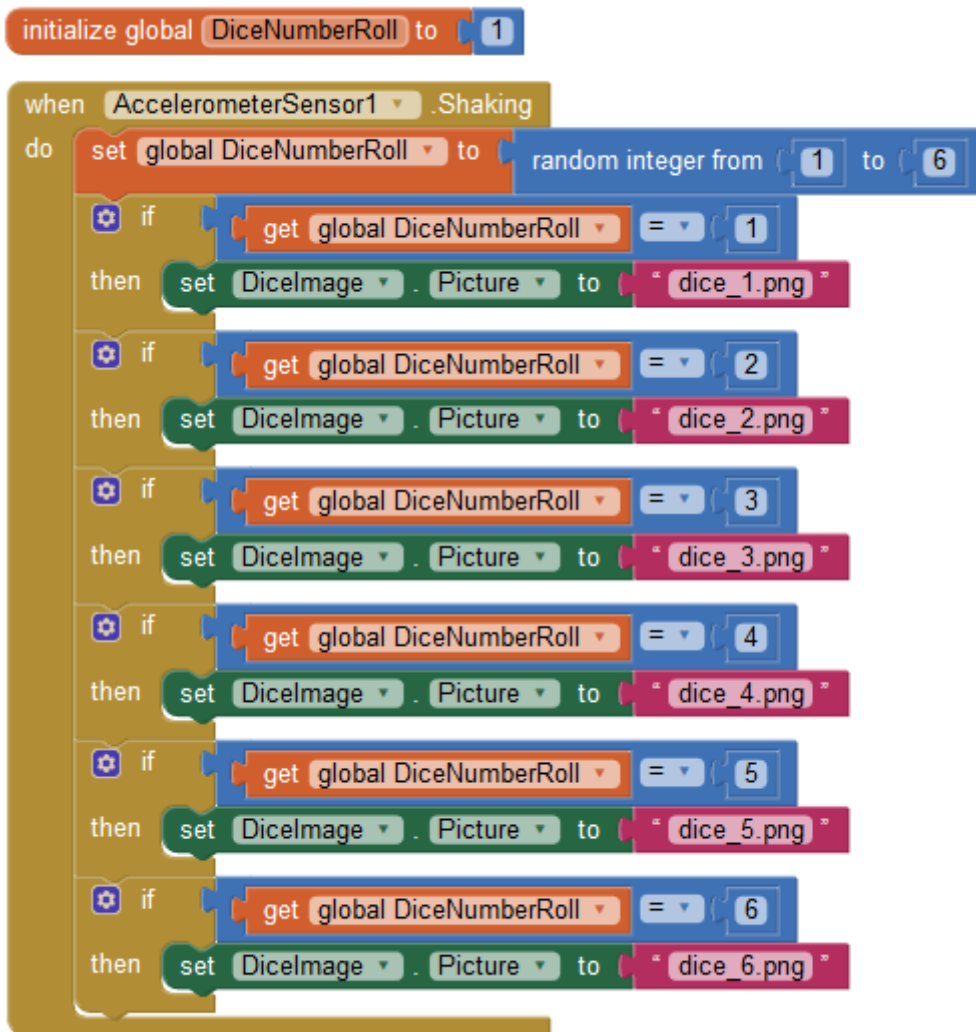 initialize global DiceNumberRoll to 1
when AccelerometerSensor1 .Shaking
do set global DiceNumberRoll to random integer from 1 to 6
if get global DiceNumberRoll = 1
then set DiceImage . Picture to “ dice_1.png ”
if get global DiceNumberRoll = 2
then set DiceImage . Picture to “ dice_2.png ”
if get global DiceNumberRoll = 3
then set DiceImage . Picture to “ dice_3.png ”
if get global DiceNumberRoll = 4
then set DiceImage . Picture to “ dice_4.png ”
if get global DiceNumberRoll = 5
then set DiceImage . Picture to “ dice_5.png ”
if get global DiceNumberRoll = 6
then set DiceImage . Picture to “ dice_6.png ”